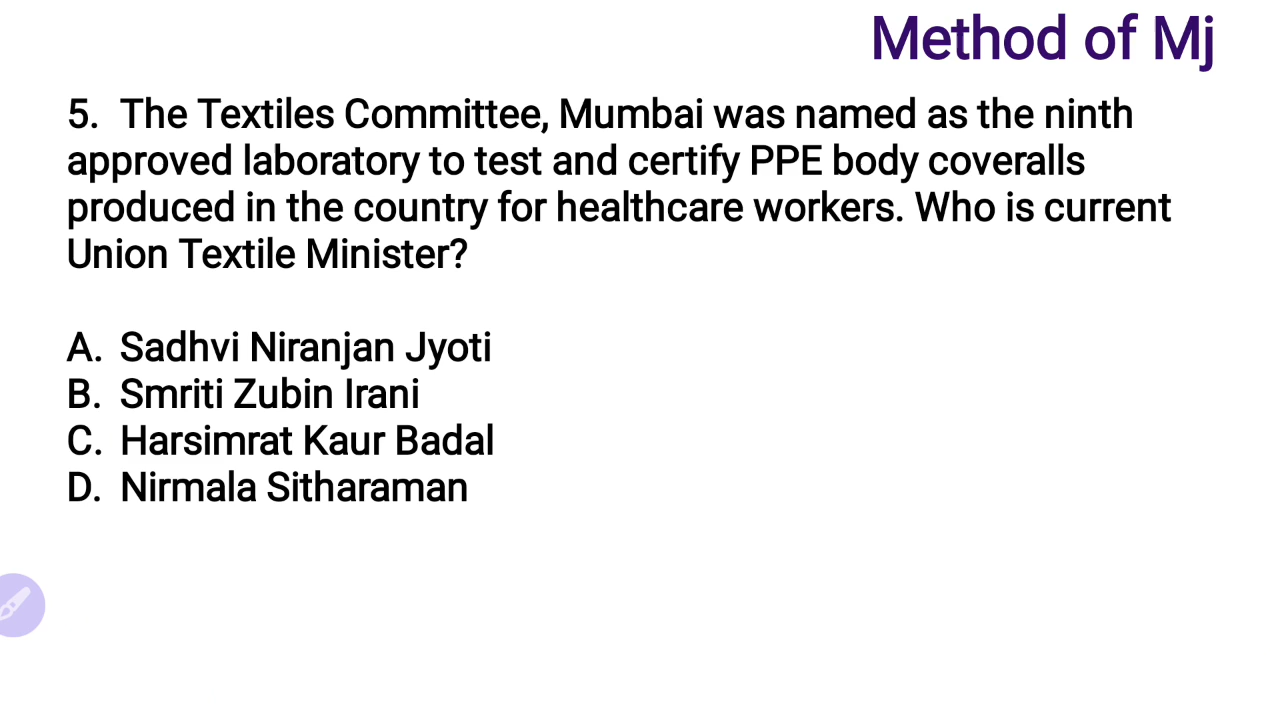 Method of Mj
5. The Textiles Committee, Mumbai was named as the ninth
approved laboratory to test and certify PPE body coveralls
produced in the country for healthcare workers. Who is current
Union Textile Minister?
A. Sadhvi Niranjan Jyoti
B. Smriti Zubin Irani
C. Harsimrat Kaur Badal
D. Nirmala Sitharaman